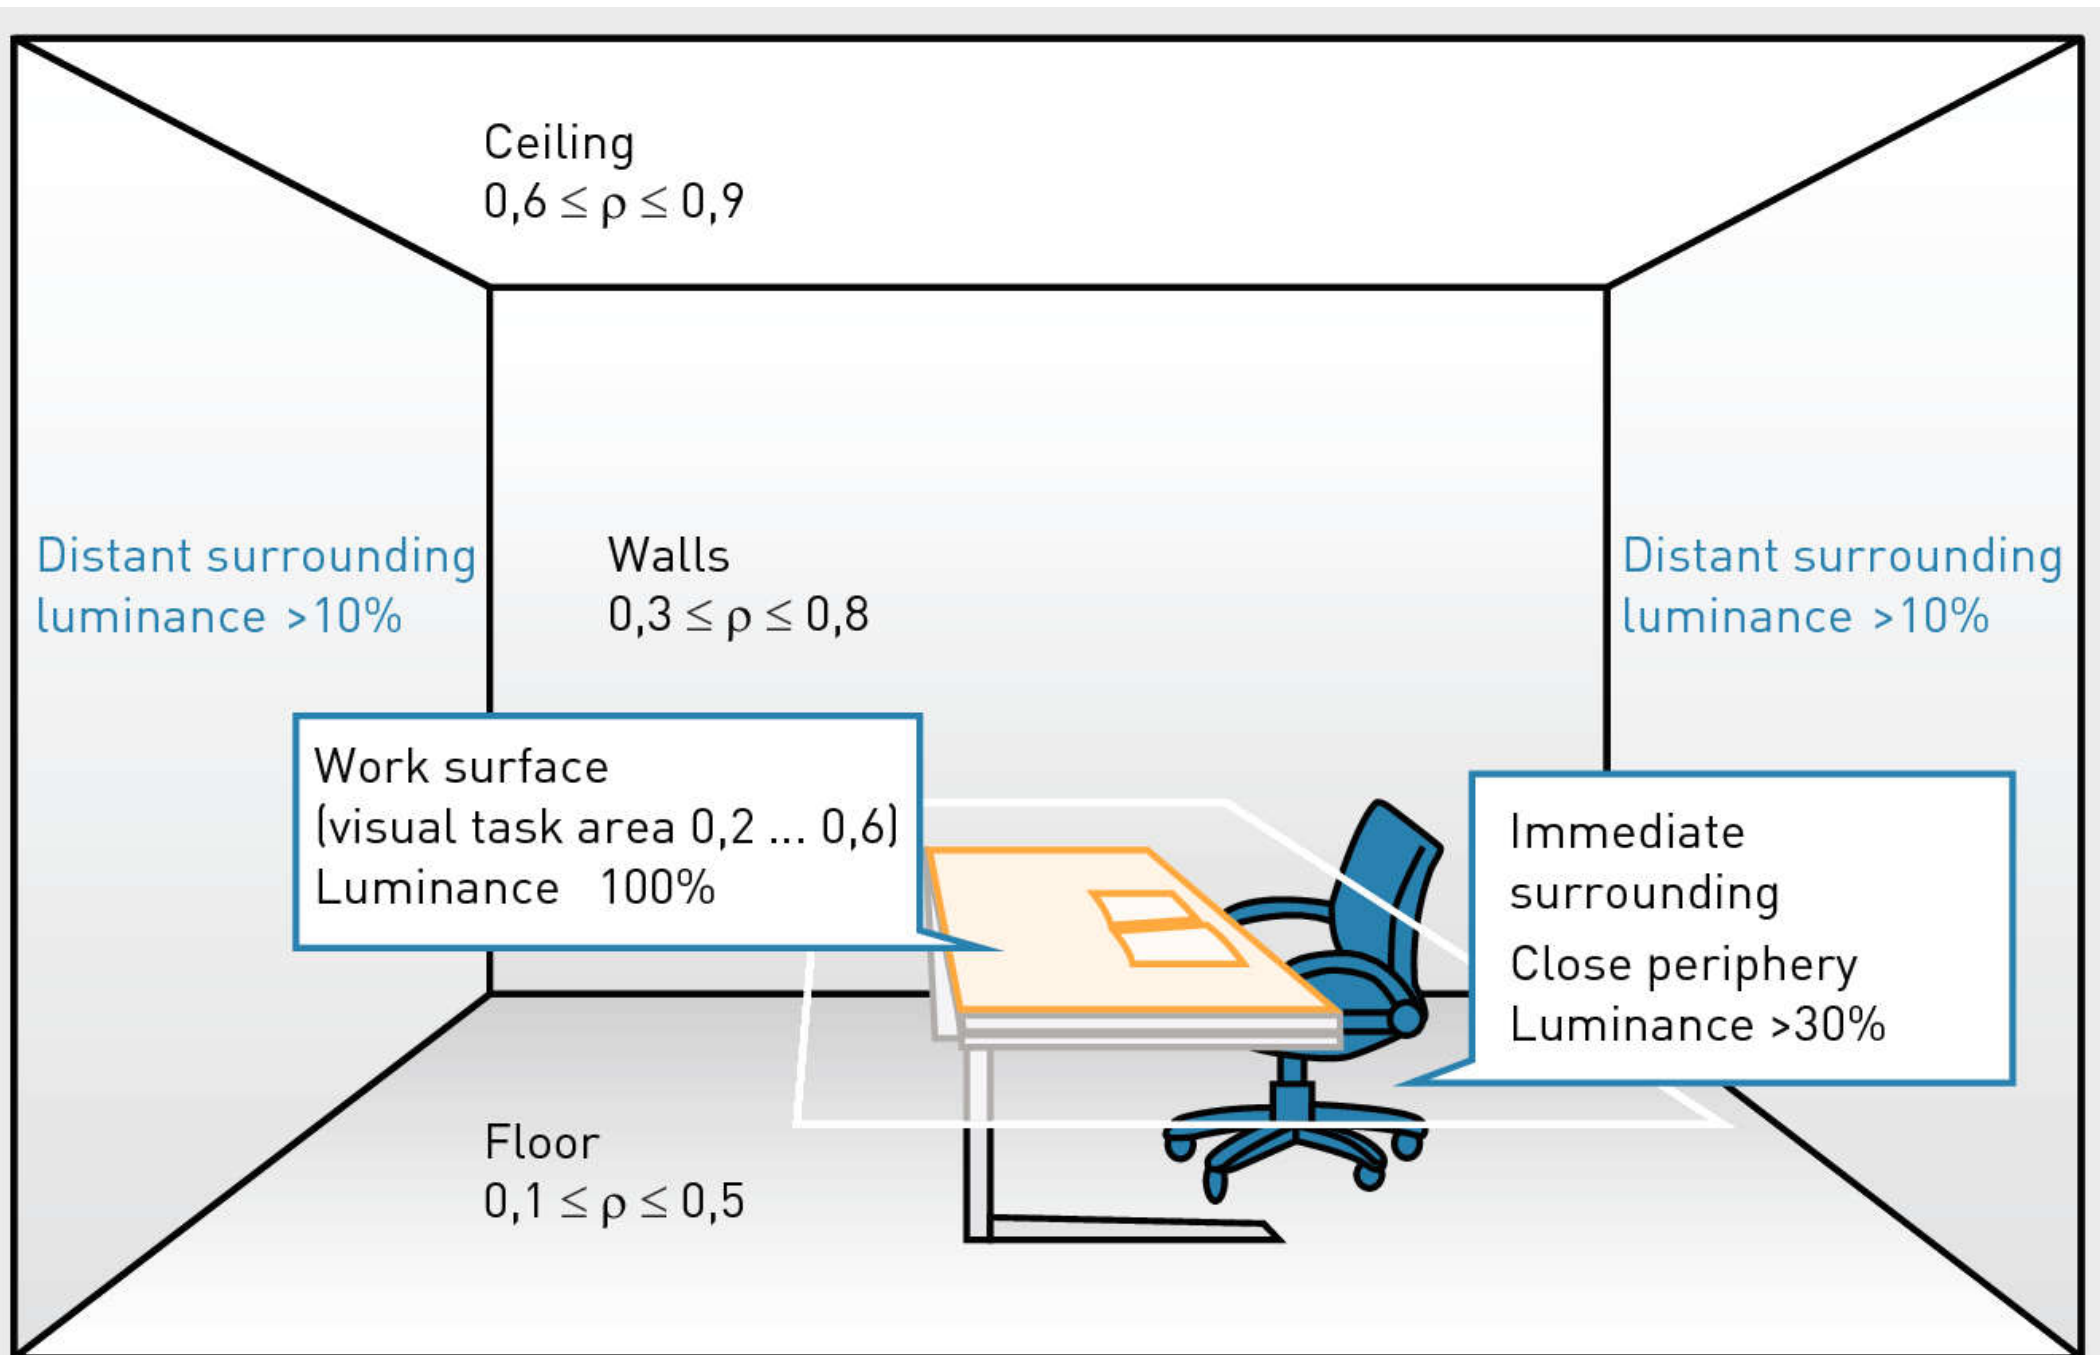 Ceiling
0,6 ≤ ρ ≤ 0,9
Distant surrounding
luminance >10%
Walls
0,3 ≤ ρ ≤ 0,8
Distant surrounding
luminance >10%
Work surface
(visual task area 0,2 ... 0,6)
Luminance 100%
Immediate
surrounding
Close periphery
Luminance >30%
Floor
0,1 ≤ ρ ≤ 0,5